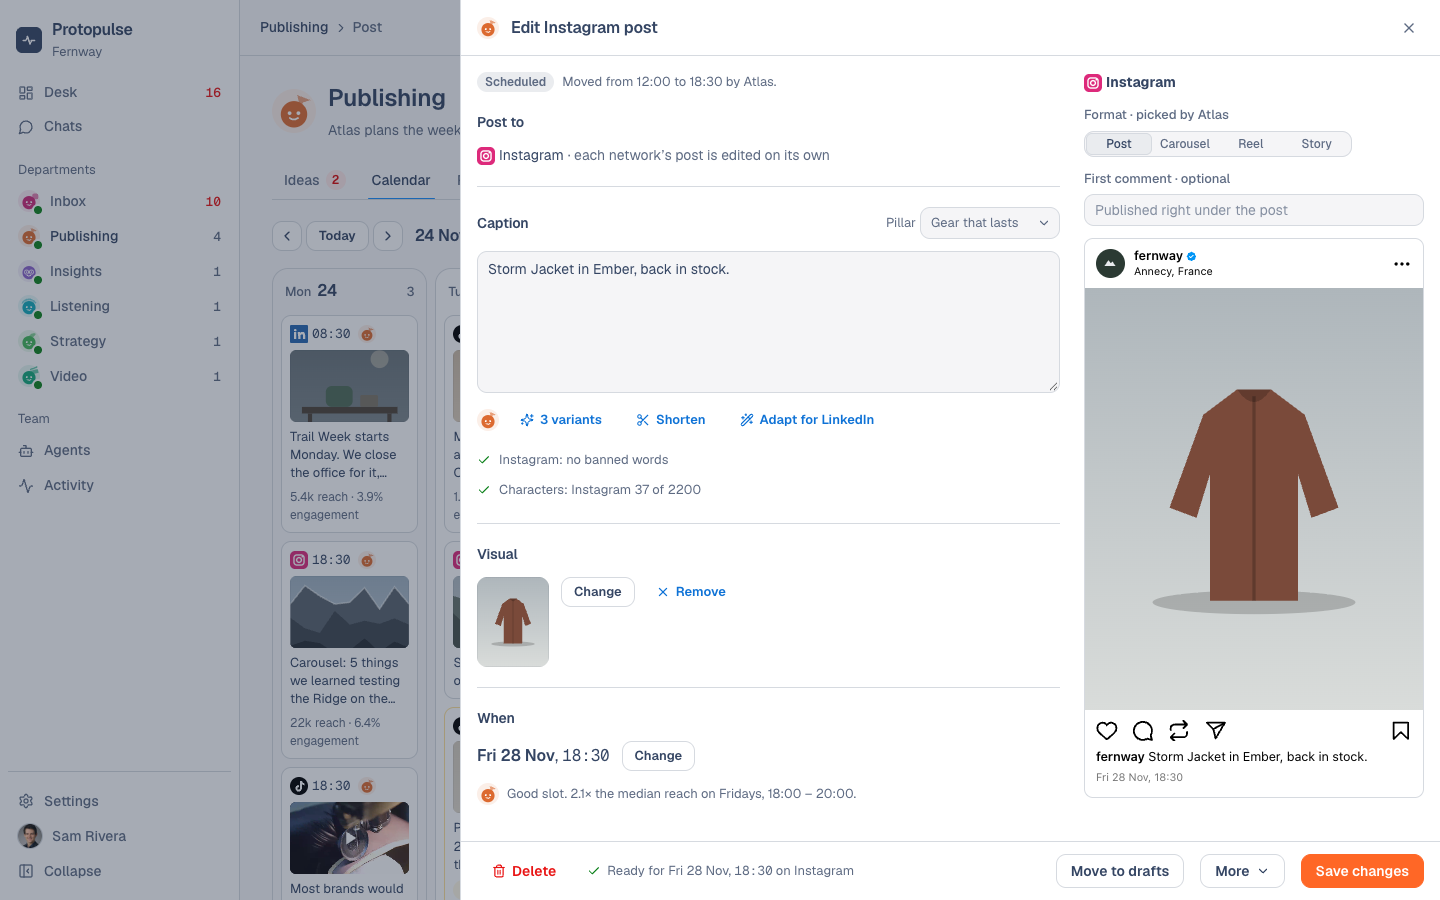 Protopulse
Fernway
Desk 16
Chats
Departments
Inbox 10
Publishing 4
Insights 1
Listening 1
Strategy 1
Video 1
Team
Agents
Activity
Settings
Sam Rivera
Collapse
Publishing > Post
Publishing
Atlas plans the week
Ideas 2 Calendar
Today 24 No
Mon 24 3
in 08:30
Trail Week starts
Monday. We close
the office for it,...
5.4k reach · 3.9%
engagement
18:30
Carousel: 5 things
we learned testing
the Ridge on the...
22k reach · 6.4%
engagement
18:30
Most brands would
Edit Instagram post
Scheduled Moved from 12:00 to 18:30 by Atlas.
Post to
Instagram · each network's post is edited on its own
Caption Pillar Gear that lasts
Storm Jacket in Ember, back in stock.
3 variants Shorten Adapt for LinkedIn
Instagram: no banned words
Characters: Instagram 37 of 2200
Visual
Change Remove
When
Fri 28 Nov, 18:30 Change
Good slot. 2.1× the median reach on Fridays, 18:00 – 20:00.
Instagram
Format · picked by Atlas
Post Carousel Reel Story
First comment · optional
Published right under the post
fernway
Annecy, France
fernway Storm Jacket in Ember, back in stock.
Fri 28 Nov, 18:30
Delete Ready for Fri 28 Nov, 18:30 on Instagram Move to drafts More Save changes